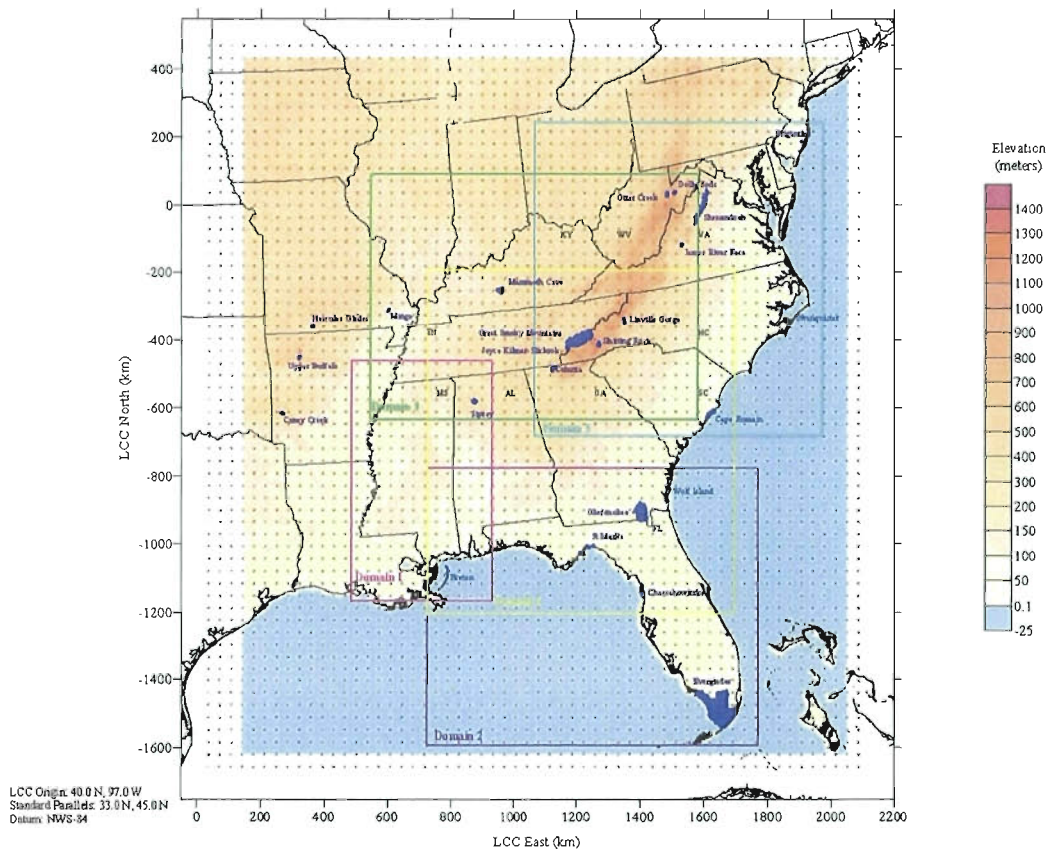 400
200
0
-200
-400
-600
-800
-1000
-1200
-1400
-1600
LCC North (km)
0 200 400 600 800 1000 1200 1400 1600 1800 2000 2200
LCC East (km)
LCC Origin: 40.0 N, 97.0 W
Standard Parallels: 33.0 N, 45.0 N
Datum: NWS-84
Elevation
(meters)
1400
1300
1200
1100
1000
900
800
700
600
500
400
300
200
150
100
50
0.1
-25
Dolly Sods
Otter Creek
Shenandoah
VA
KY
WV
James River Face
Mammoth Cave
Mingo
Hercules Glades
Linville Gorge
Swanquarter
Great Smoky Mountains
Shining Rock
NC
Joyce Kilmer Slickrock
Cohutta
Upper Buffalo
MS
AL
GA
SC
Sipsey
Caney Creek
Cape Romain
Wolf Island
Okefenokee
FL
St Marks
Domain 1
Breton
Chassahowitzka
Everglades
Domain 2